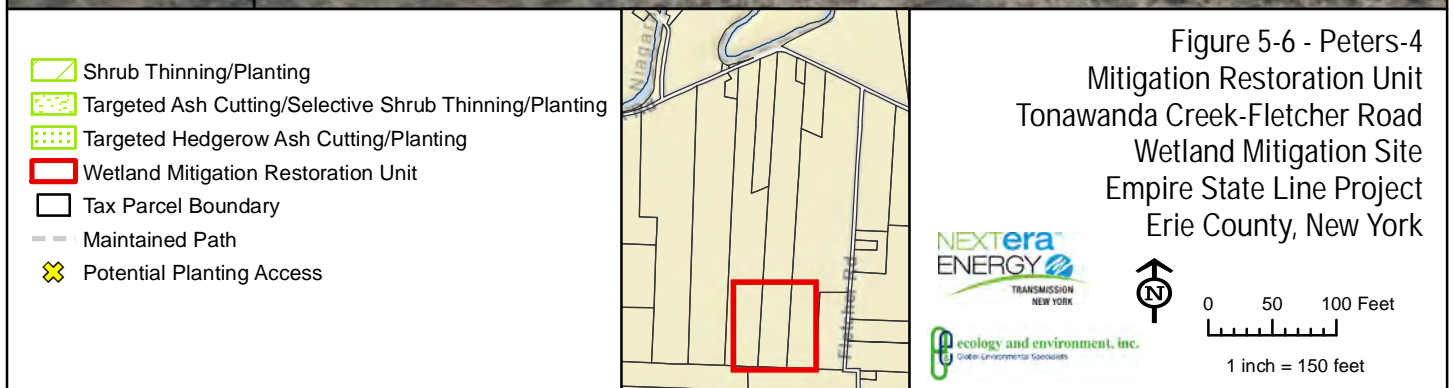 Shrub Thinning/Planting
Targeted Ash Cutting/Selective Shrub Thinning/Planting
Targeted Hedgerow Ash Cutting/Planting
Wetland Mitigation Restoration Unit
Tax Parcel Boundary
Maintained Path
Potential Planting Access
Niagar
Fletcher Rd
Figure 5-6 - Peters-4
Mitigation Restoration Unit
Tonawanda Creek-Fletcher Road
Wetland Mitigation Site
Empire State Line Project
Erie County, New York
NEXTera
ENERGY
TRANSMISSION
NEW YORK
ecology and environment, inc.
Global Environmental Specialists
N
0 50 100 Feet
1 inch = 150 feet